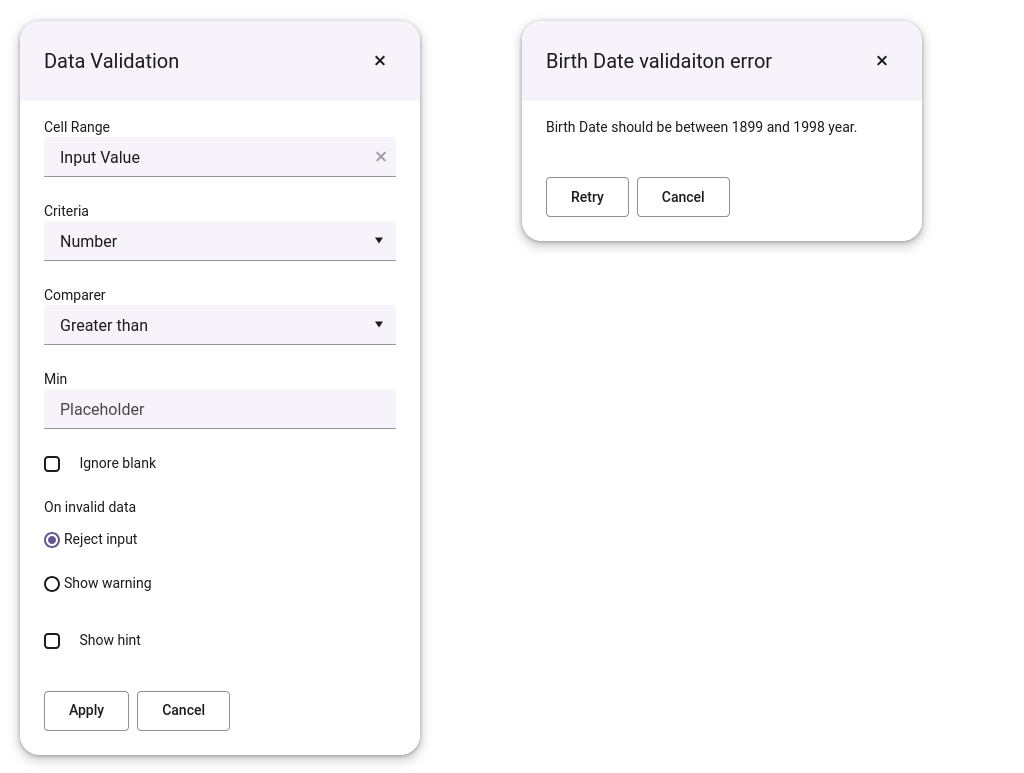 Data Validation
Cell Range
Input Value
Criteria
Number
Comparer
Greater than
Min
Placeholder
Ignore blank
On invalid data
Reject input
Show warning
Show hint
Apply
Cancel
Birth Date validaiton error
Birth Date should be between 1899 and 1998 year.
Retry
Cancel